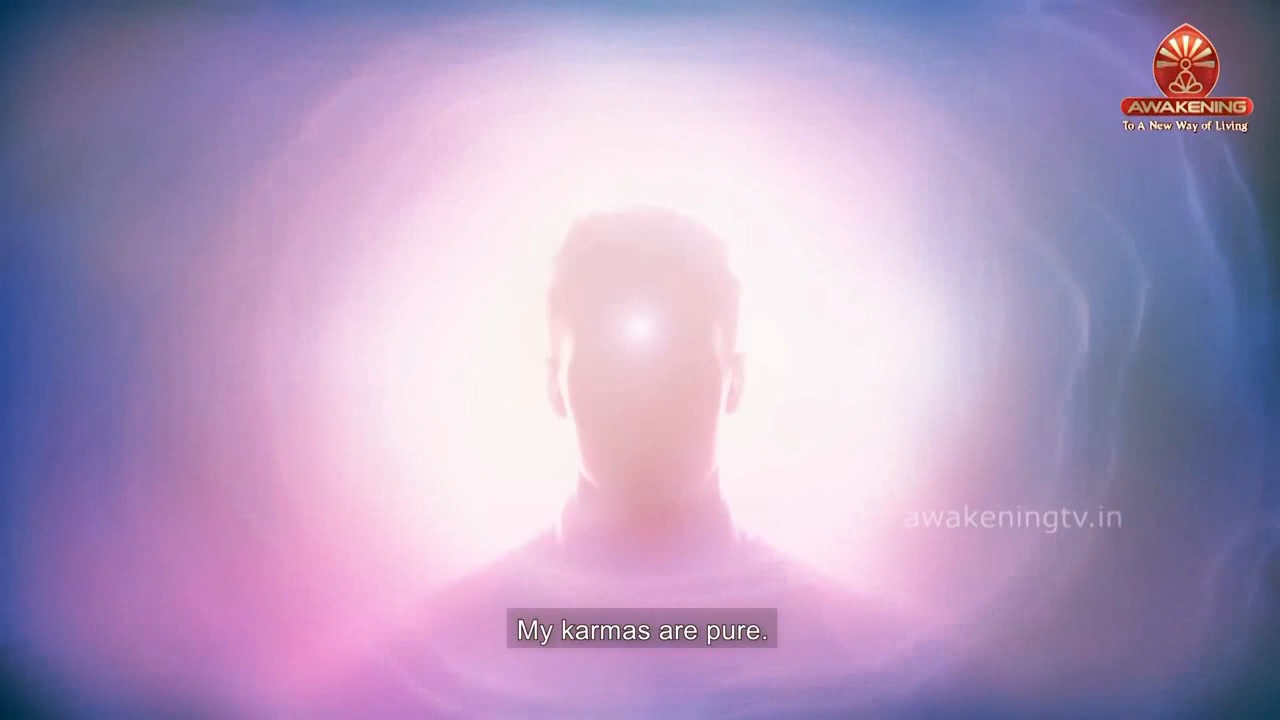 AWAKENING
To A New Way of Living
awakeningtv.in
My karmas are pure.